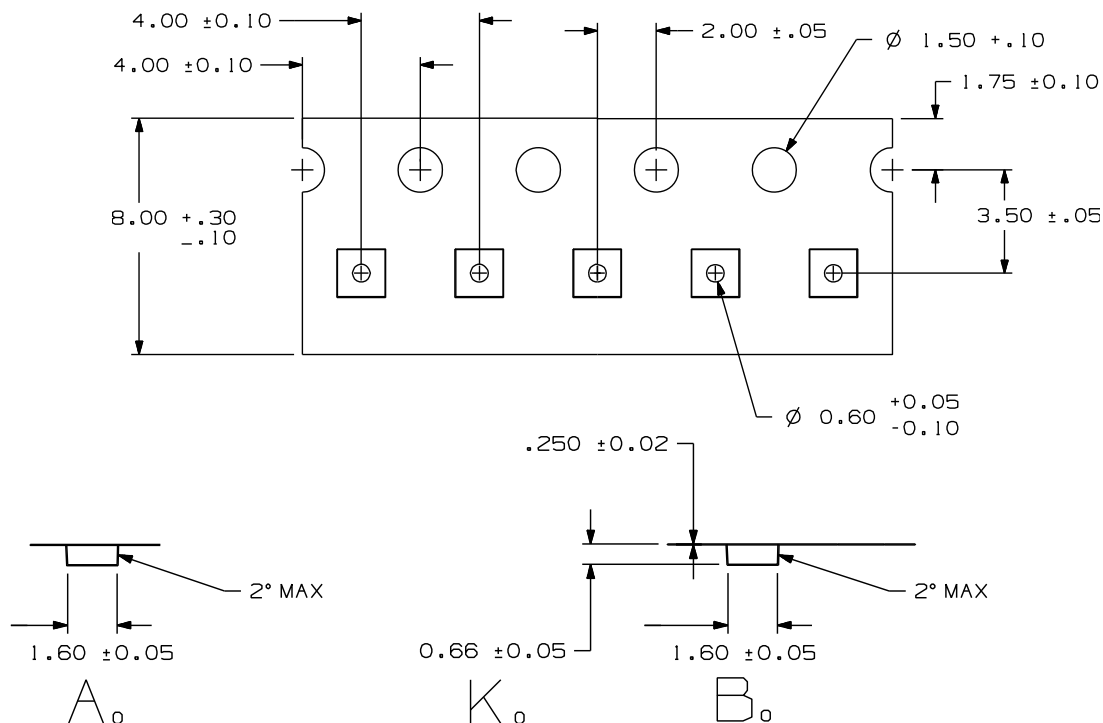 4.00 ±0.10
2.00 ±.05
Ø 1.50 +.10
4.00 ±0.10
1.75 ±0.10
8.00 +.30
-.10
3.50 ±.05
Ø 0.60 +0.05
-0.10
.250 ±0.02
2° MAX
2° MAX
1.60 ±0.05
0.66 ±0.05
1.60 ±0.05
A₀
K₀
B₀